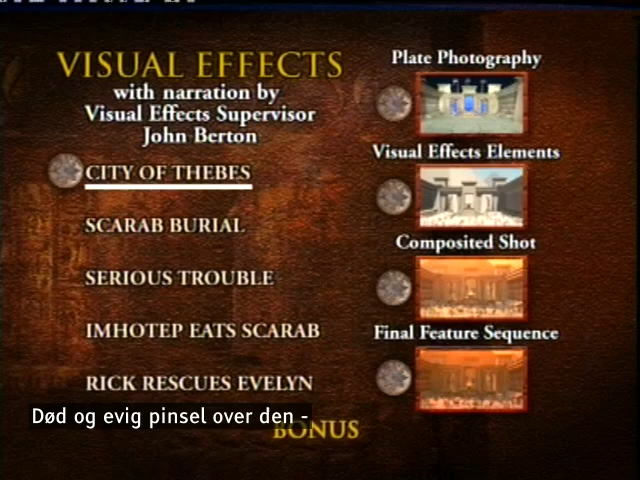 VISUAL EFFECTS
with narration by
Visual Effects Supervisor
John Berton
CITY OF THEBES
SCARAB BURIAL
SERIOUS TROUBLE
IMHOTEP EATS SCARAB
RICK RESCUES EVELYN
Plate Photography
Visual Effects Elements
Composited Shot
Final Feature Sequence
Død og evig pinsel over den -
BONUS